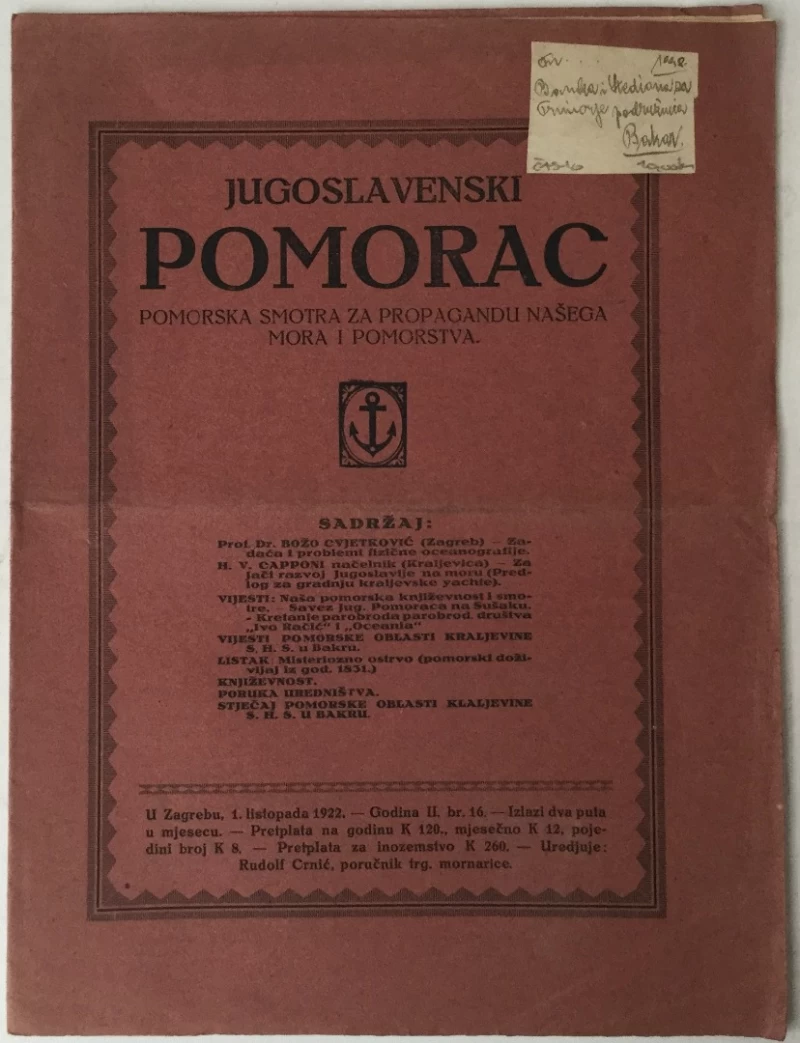 Banka i Štediona za
Primorje podružnica
Bakar.
JUGOSLAVENSKI
POMORAC
POMORSKA SMOTRA ZA PROPAGANDU NAŠEGA
MORA I POMORSTVA.
SADRŽAJ:
Prof. Dr. BOŽO CVJETKOVIĆ (Zagreb) — Za-
daća i problemi fizične oceanografije.
H. V. CAPPONI načelnik (Kraljevica) — Za
jači razvoj Jugoslavije na moru (Pred-
log za gradnju kraljevske yachte).
VIJESTI: Naša pomorska književnost i smo-
tre. — Savez Jug. Pomoraca na Sušaku.
- Kretanje parobroda parobrod. društva
„Ivo Račić" i „Oceania"
VIJESTI POMORSKE OBLASTI KRALJEVINE
S. H. S. u Bakru.
LISTAK: Misteriozno ostrvo (pomorski doži-
vljaj iz god. 1831.)
KNJIŽEVNOST.
PORUKA UREDNIŠTVA.
STJEČAJ POMORSKE OBLASTI KLALJEVINE
S. H. S. U BAKRU.
U Zagrebu, 1. listopada 1922. — Godina II. br. 16. — Izlazi dva puta
u mjesecu. — Pretplata na godinu K 120., mjesečno K 12, poje-
dini broj K 8. — Pretplata za inozemstvo K 260. — Uredjuje:
Rudolf Crnić, poručnik trg. mornarice.